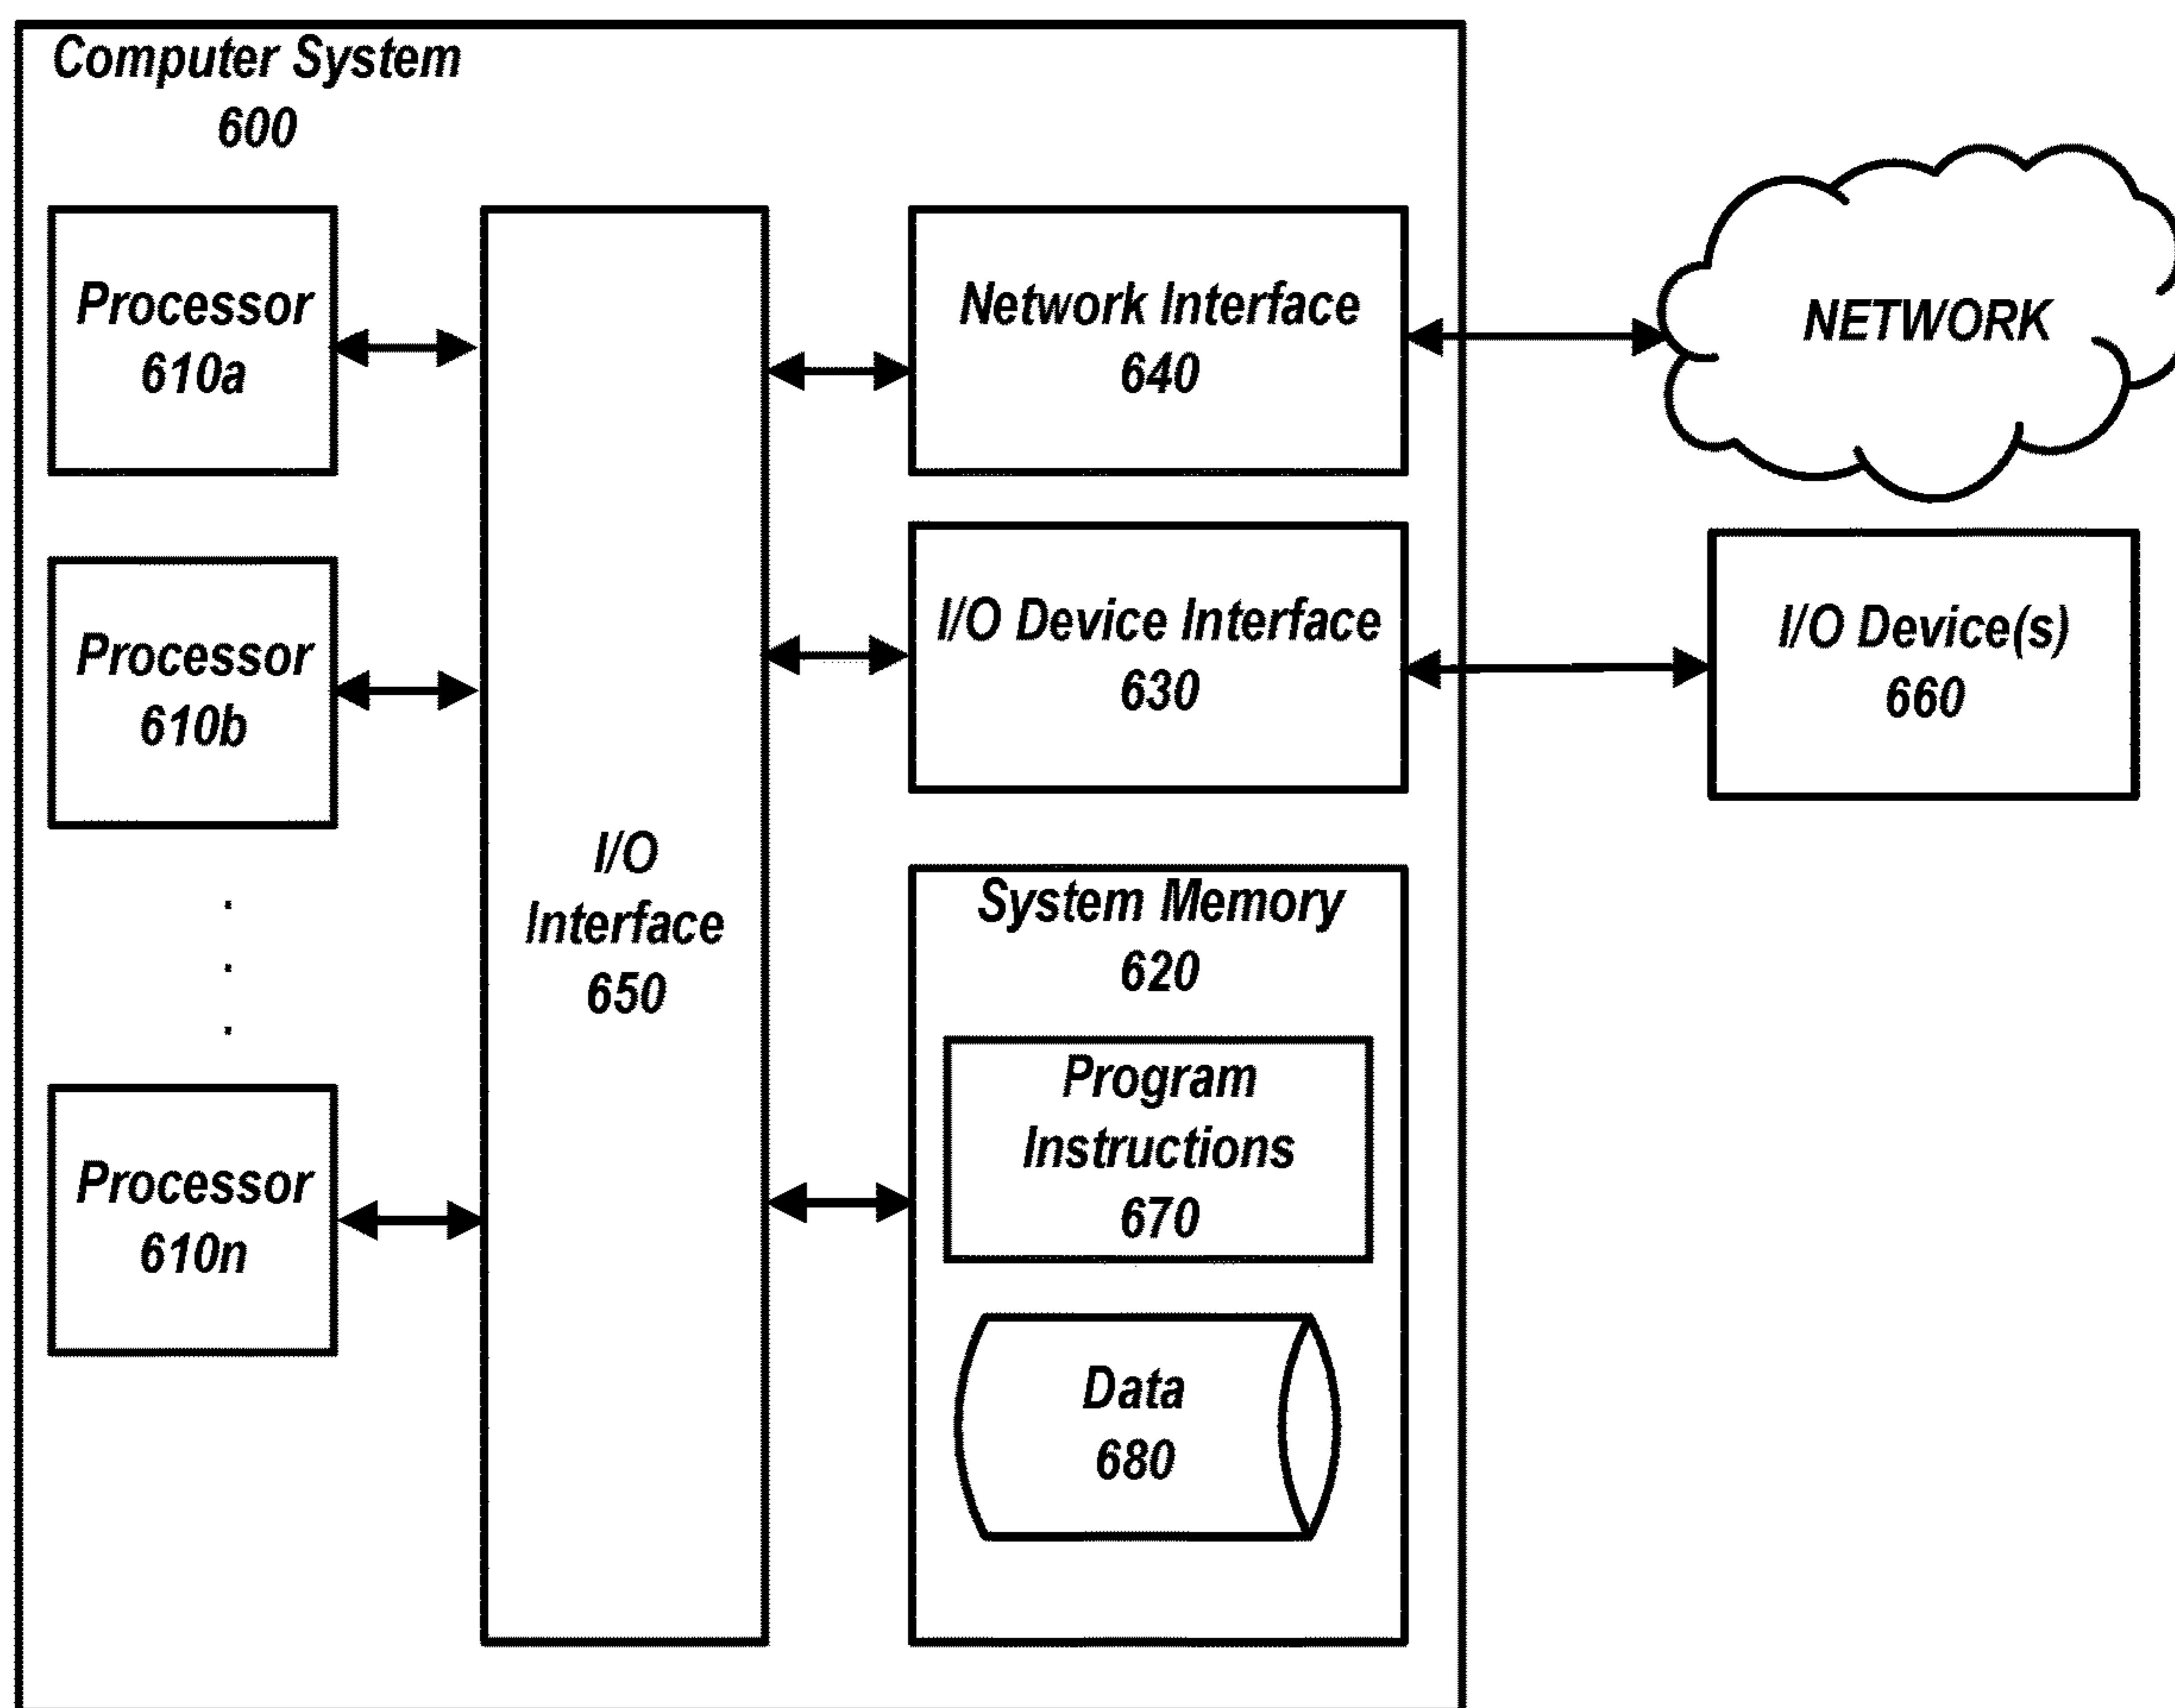 Computer System
600
Processor
610a
Processor
610b
.
.
.
Processor
610n
I/O
Interface
650
Network Interface
640
I/O Device Interface
630
System Memory
620
Program
Instructions
670
Data
680
NETWORK
I/O Device(s)
660